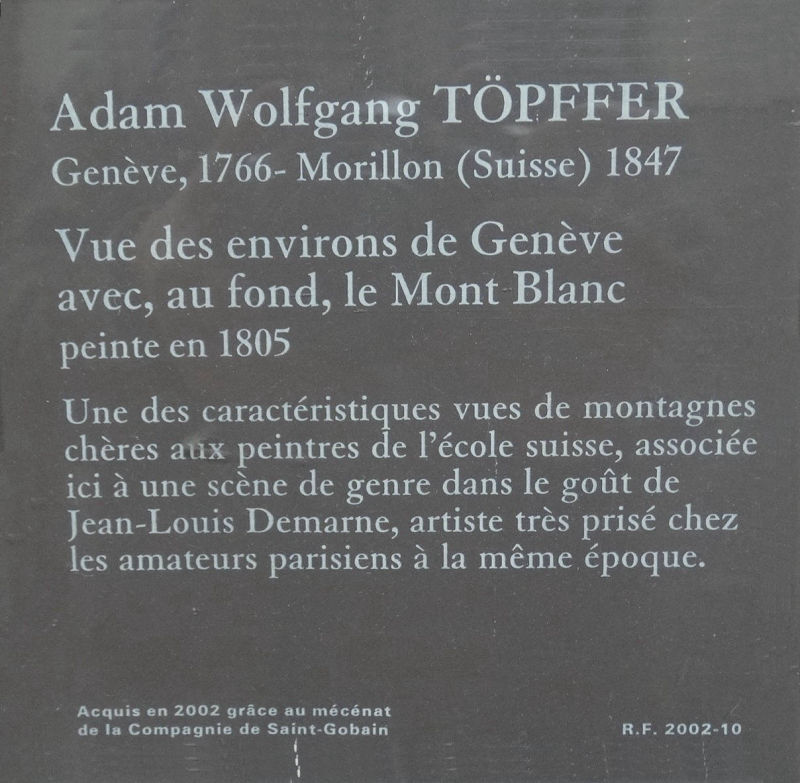 Adam Wolfgang TÖPFFER
Genève, 1766- Morillon (Suisse) 1847
Vue des environs de Genève
avec, au fond, le Mont Blanc
peinte en 1805
Une des caractéristiques vues de montagnes
chères aux peintres de l'école suisse, associée
ici à une scène de genre dans le goût de
Jean-Louis Demarne, artiste très prisé chez
les amateurs parisiens à la même époque.
Acquis en 2002 grâce au mécénat
de la Compagnie de Saint-Gobain
R.F. 2002-10